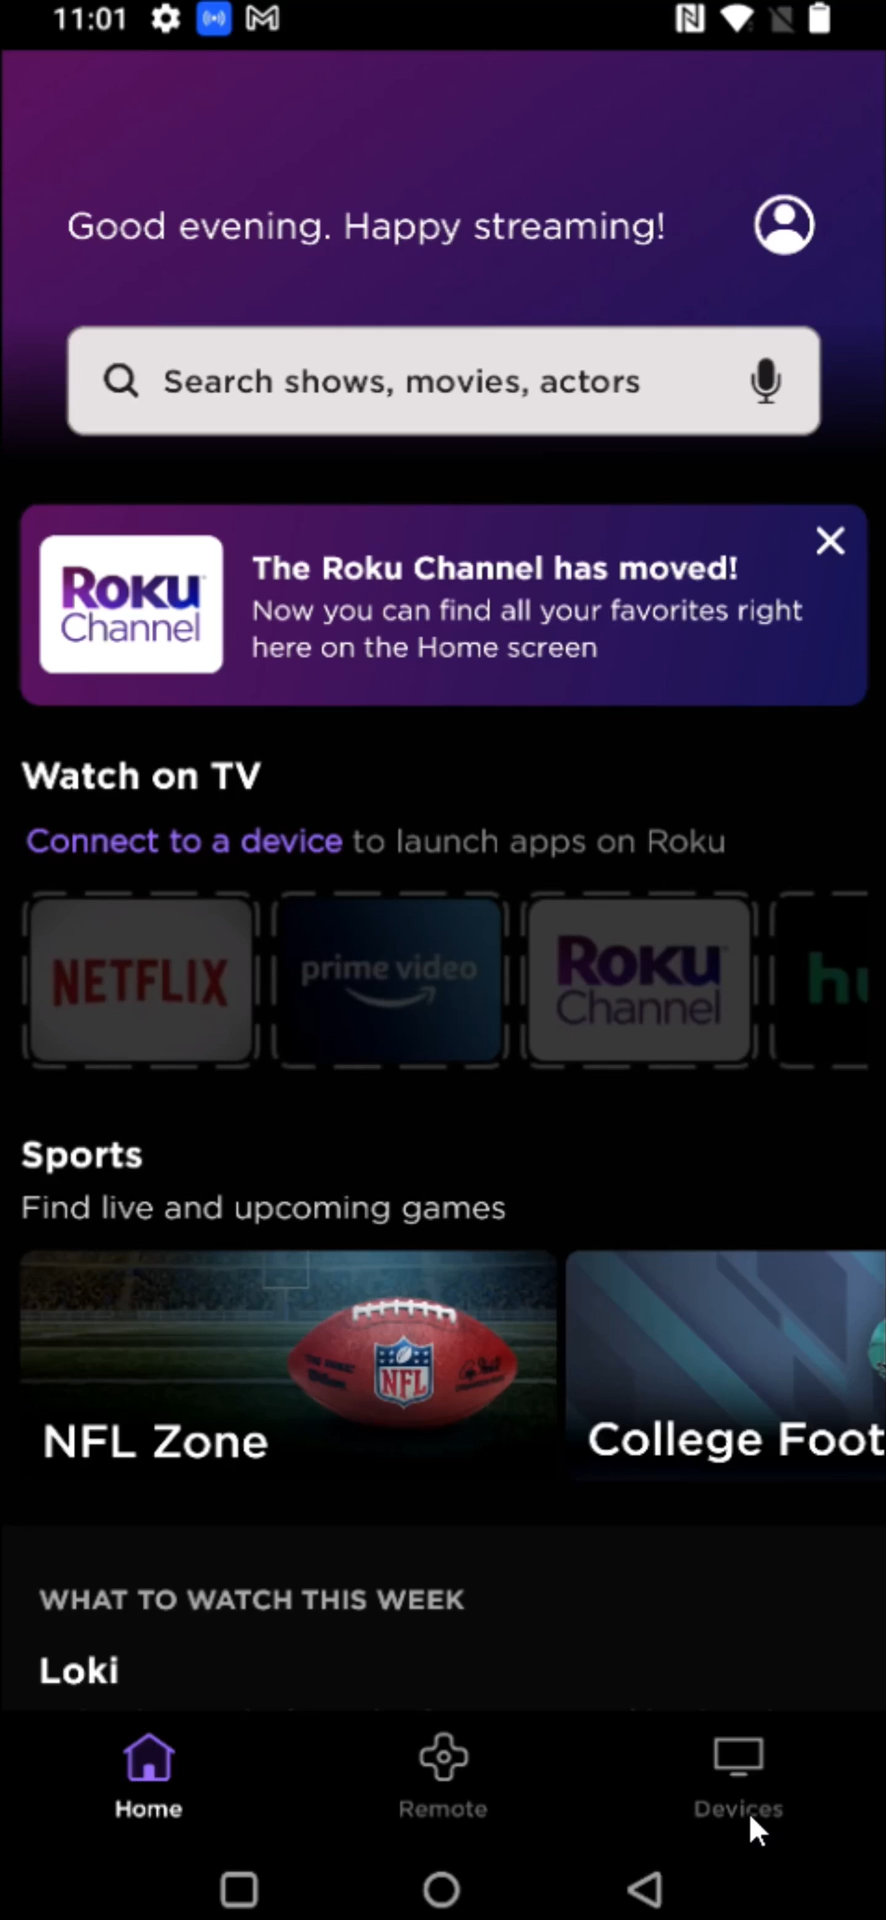 11:01
Good evening. Happy streaming!
Search shows, movies, actors
Roku
Channel
The Roku Channel has moved!
Now you can find all your favorites right
here on the Home screen
Watch on TV
Connect to a device to launch apps on Roku
NETFLIX
prime video
Roku
Channel
hu
Sports
Find live and upcoming games
NFL
NFL Zone
College Foot
WHAT TO WATCH THIS WEEK
Loki
Home
Remote
Devices